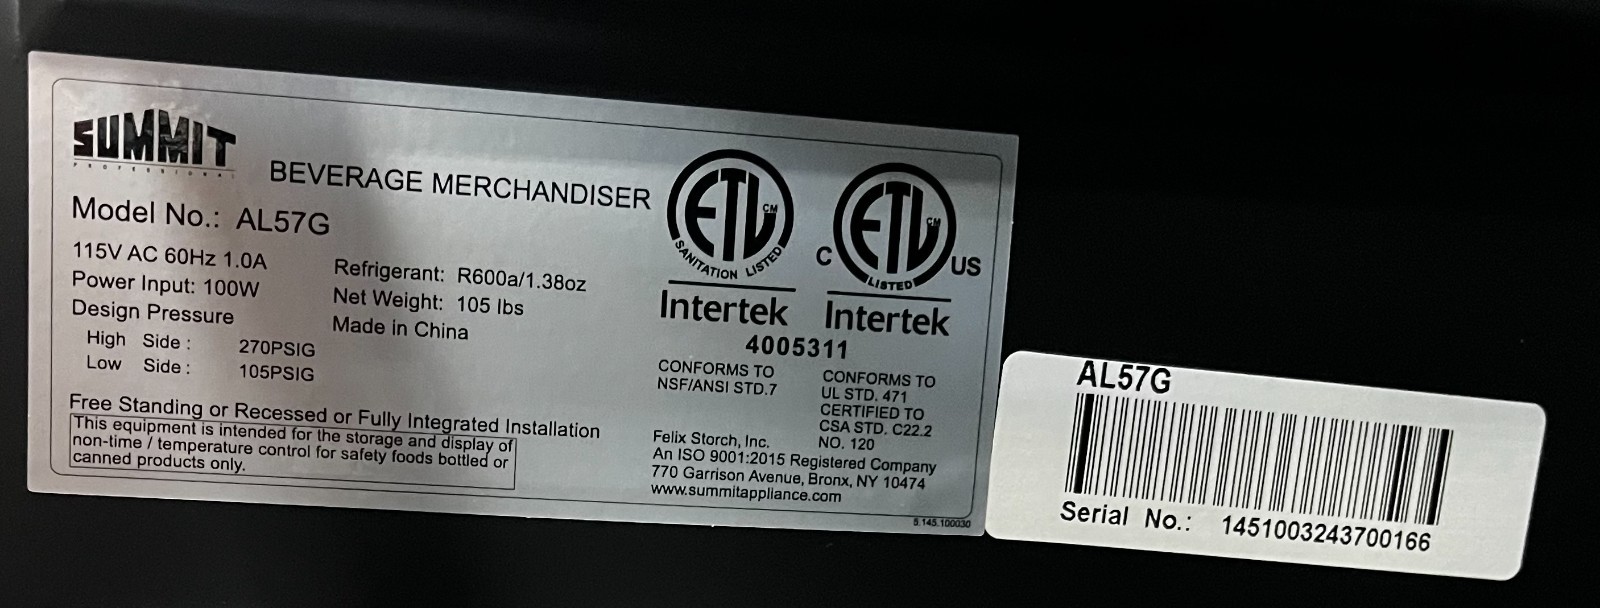 SUMMIT
PROFESSIONAL
BEVERAGE MERCHANDISER
Model No.: AL57G
115V AC 60Hz 1.0A
Power Input: 100W
Design Pressure
High Side : 270PSIG
Low Side : 105PSIG
Refrigerant: R600a/1.38oz
Net Weight: 105 lbs
Made in China
Free Standing or Recessed or Fully Integrated Installation
This equipment is intended for the storage and display of
non-time / temperature control for safety foods bottled or
canned products only.
ETL CM
SANITATION LISTED
Intertek
C ETL CM US
LISTED
Intertek
4005311
CONFORMS TO
NSF/ANSI STD.7
CONFORMS TO
UL STD. 471
CERTIFIED TO
CSA STD. C22.2
NO. 120
Felix Storch, Inc.
An ISO 9001:2015 Registered Company
770 Garrison Avenue, Bronx, NY 10474
www.summitappliance.com
5.145.100030
AL57G
Serial No.: 1451003243700166